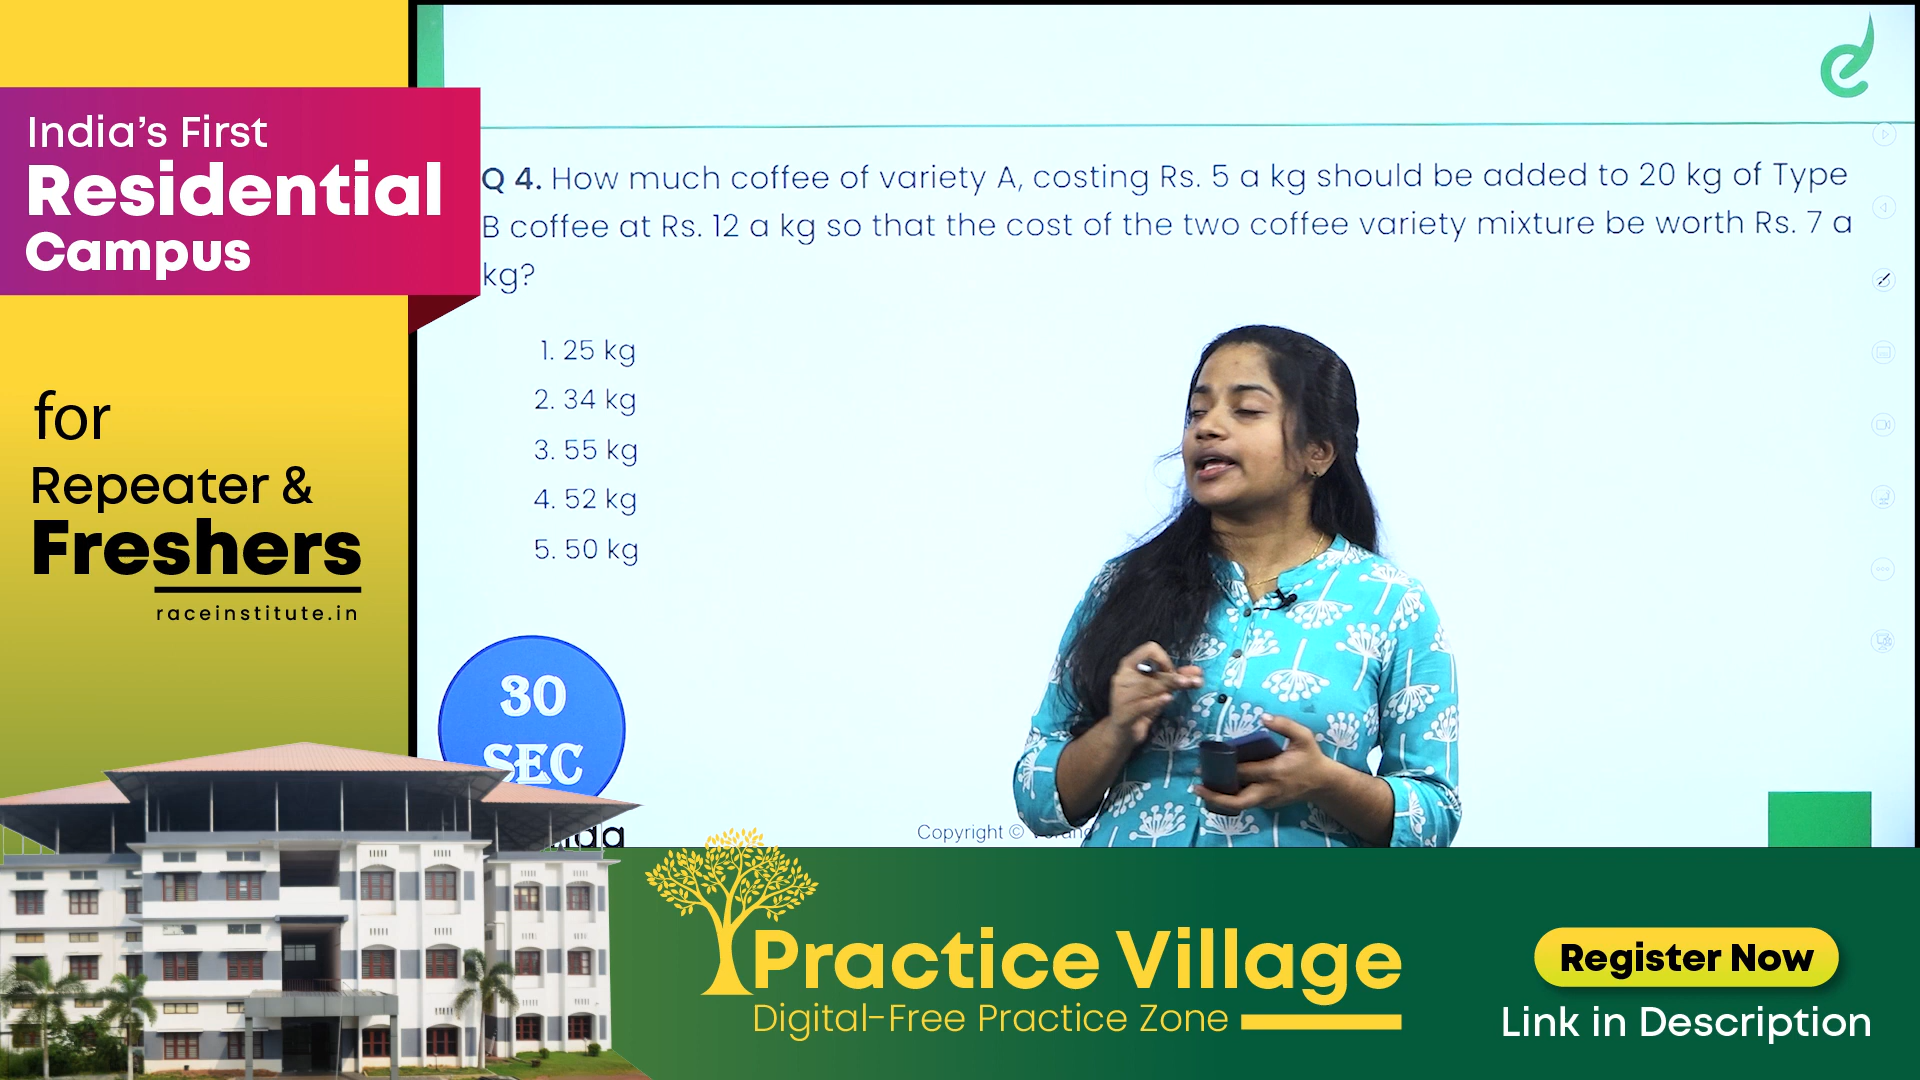 India's First
Residential
Campus
for
Repeater &
Freshers
raceinstitute.in
Q 4. How much coffee of variety A, costing Rs. 5 a kg should be added to 20 kg of Type
B coffee at Rs. 12 a kg so that the cost of the two coffee variety mixture be worth Rs. 7 a
kg?
1. 25 kg
2. 34 kg
3. 55 kg
4. 52 kg
5. 50 kg
30
SEC
Copyright ©
Practice Village
Digital-Free Practice Zone
Register Now
Link in Description